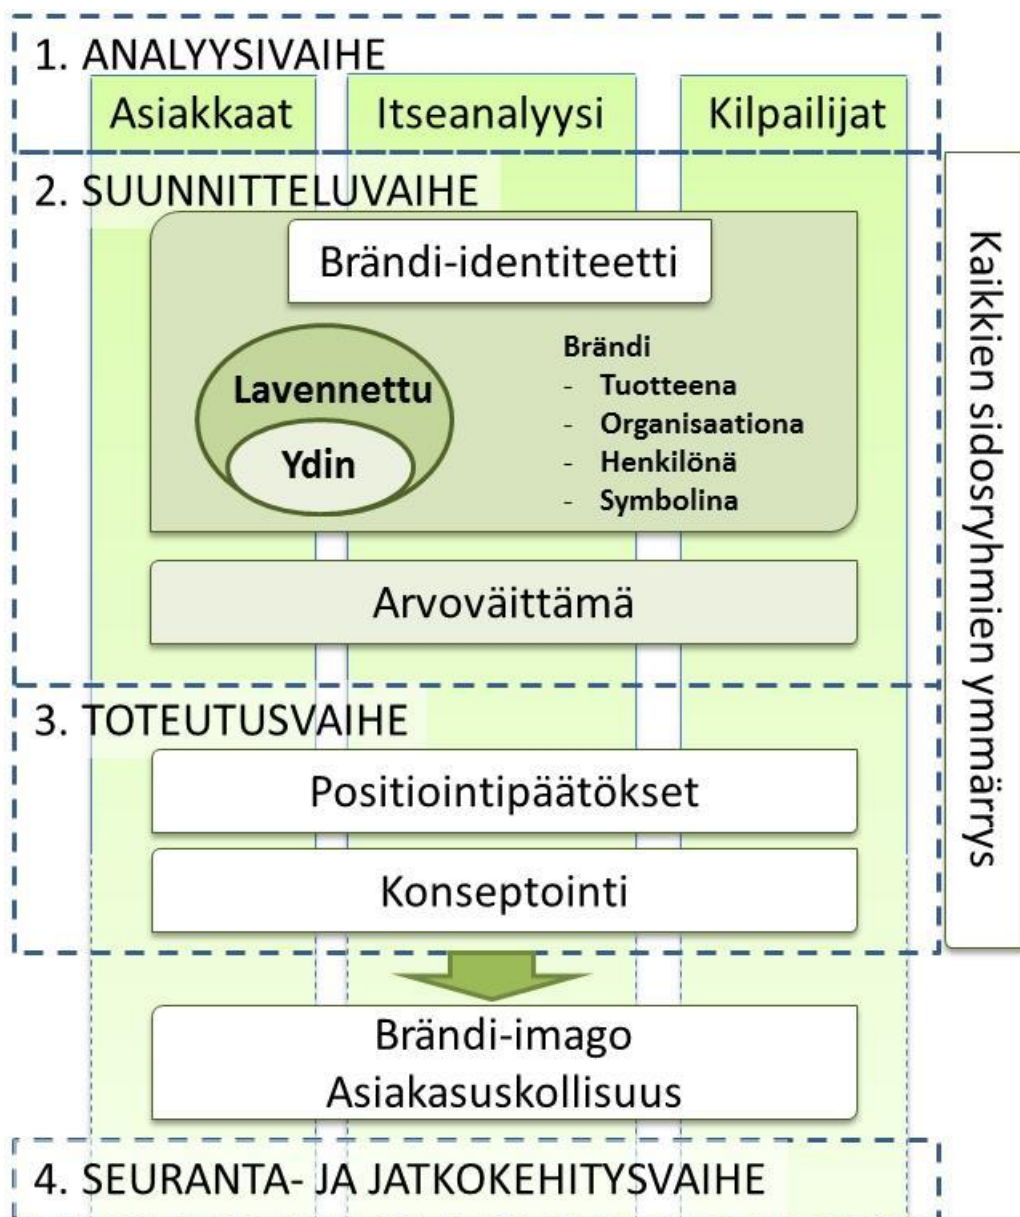 1. ANALYYSIVAIHE
Asiakkaat
Itseanalyysi
Kilpailijat
2. SUUNNITTELUVAIHE
Brändi-identiteetti
Lavennettu
Ydin
Brändi
- Tuotteena
- Organisaationa
- Henkilönä
- Symbolina
Arvoväittämä
3. TOTEUTUSVAIHE
Positiointipäätökset
Konseptointi
Brändi-imago
Asiakasuskollisuus
4. SEURANTA- JA JATKOKEHITYSVAIHE
Kaikkien sidosryhmien ymmärrys